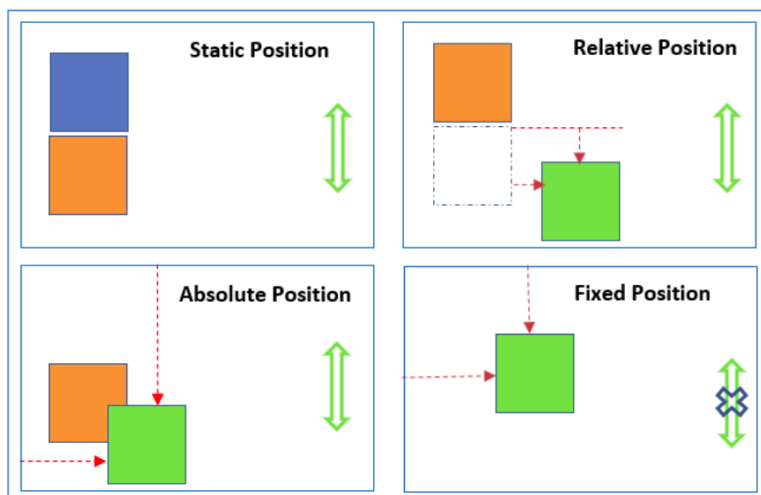 Static Position
Relative Position
Absolute Position
Fixed Position